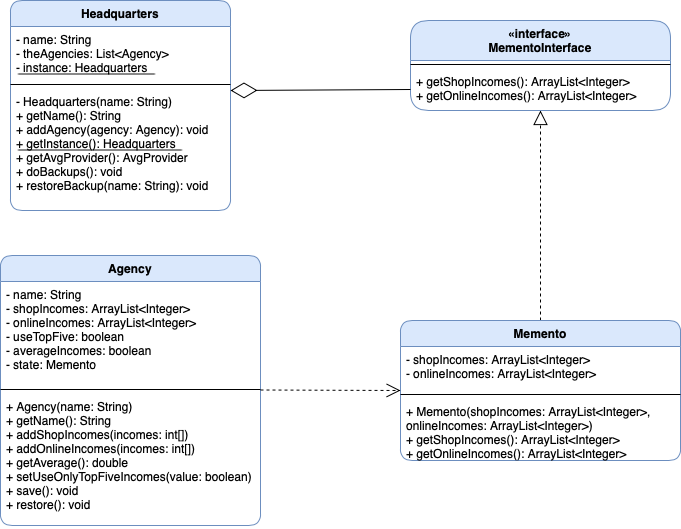 Headquarters
- name: String
- theAgencies: List<Agency>
- instance: Headquarters
- Headquarters(name: String)
+ getName(): String
+ addAgency(agency: Agency): void
+ getInstance(): Headquarters
+ getAvgProvider(): AvgProvider
+ doBackups(): void
+ restoreBackup(name: String): void
«interface»
MementoInterface
+ getShopIncomes(): ArrayList<Integer>
+ getOnlineIncomes(): ArrayList<Integer>
Agency
- name: String
- shopIncomes: ArrayList<Integer>
- onlineIncomes: ArrayList<Integer>
- useTopFive: boolean
- averageIncomes: boolean
- state: Memento
+ Agency(name: String)
+ getName(): String
+ addShopIncomes(incomes: int[])
+ addOnlineIncomes(incomes: int[])
+ getAverage(): double
+ setUseOnlyTopFiveIncomes(value: boolean)
+ save(): void
+ restore(): void
Memento
- shopIncomes: ArrayList<Integer>
- onlineIncomes: ArrayList<Integer>
+ Memento(shopIncomes: ArrayList<Integer>,
onlineIncomes: ArrayList<Integer>)
+ getShopIncomes(): ArrayList<Integer>
+ getOnlineIncomes(): ArrayList<Integer>